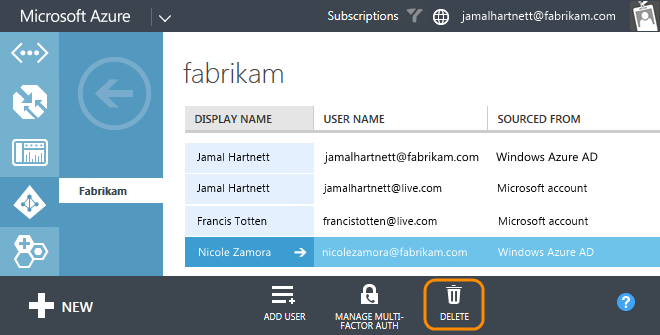 Microsoft Azure
Subscriptions
jamalhartnett@fabrikam.com
fabrikam
DISPLAY NAME USER NAME SOURCED FROM
Jamal Hartnett jamalhartnett@fabrikam.com Windows Azure AD
Jamal Hartnett jamalhartnett@live.com Microsoft account
Fabrikam
Francis Totten francistotten@live.com Microsoft account
Nicole Zamora nicolezamora@fabrikam.com Windows Azure AD
NEW
ADD USER
MANAGE MULTI-
FACTOR AUTH
DELETE
?